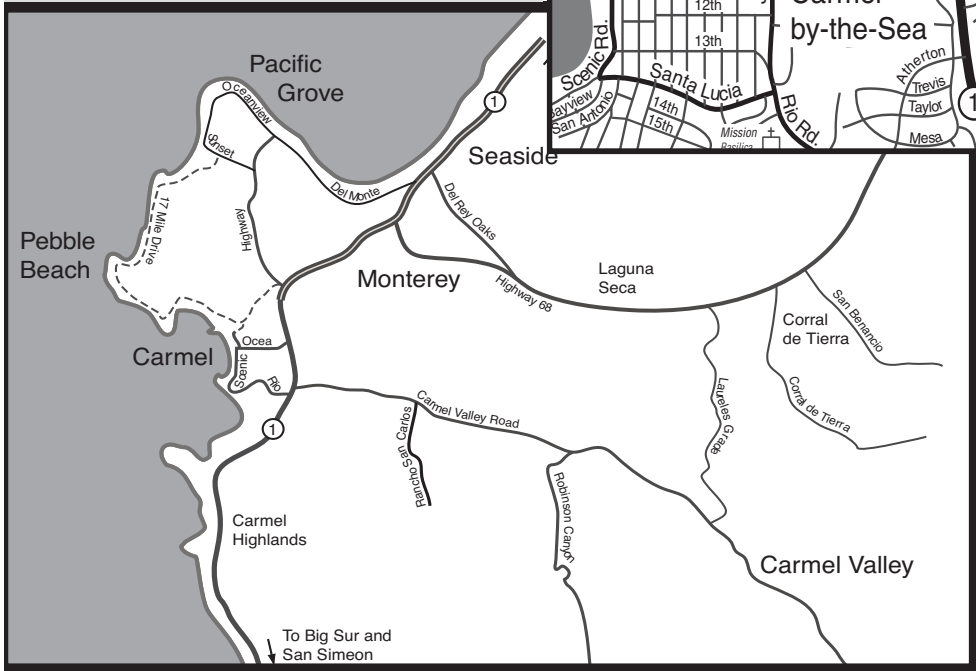 12th
by-the-Sea
13th
Scenic Rd.
Santa Lucia
Atherton
Trevis
Taylor
Mesa
San Antonio
14th
15th
Rio Rd.
Mission
1
Pacific
Grove
Oceanview
Sunset
Del Monte
1
Seaside
Del Rey Oaks
17 Mile Drive
Highway
Pebble
Beach
Monterey
Highway 68
Laguna
Seca
San Benancio
Corral
de Tierra
Corral de Tierra
Carmel
Ocea
Scenic
Rio
1
Carmel Valley Road
Rancho San Carlos
Laureles Grade
Robinson Canyon
Carmel
Highlands
Carmel Valley
To Big Sur and
San Simeon